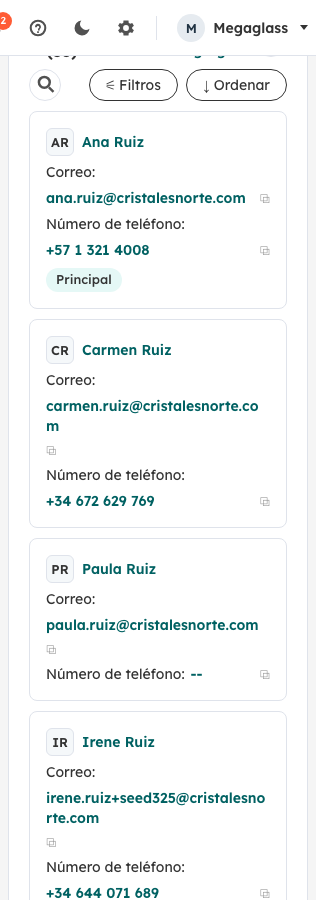 2
M Megaglass
Filtros
↓ Ordenar
AR Ana Ruiz
Correo:
ana.ruiz@cristalesnorte.com
Número de teléfono:
+57 1 321 4008
Principal
CR Carmen Ruiz
Correo:
carmen.ruiz@cristalesnorte.co
m
Número de teléfono:
+34 672 629 769
PR Paula Ruiz
Correo:
paula.ruiz@cristalesnorte.com
Número de teléfono: --
IR Irene Ruiz
Correo:
irene.ruiz+seed325@cristalesno
rte.com
Número de teléfono:
+34 644 071 689